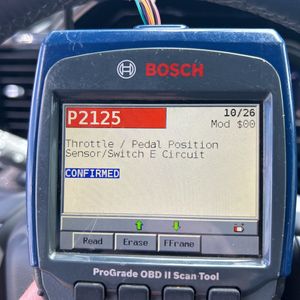 BOSCH
P2125
10/26
Mod $00
Throttle / Pedal Position
Sensor/Switch E Circuit
CONFIRMED
Read
Erase
FFrame
ProGrade OBD II Scan Tool